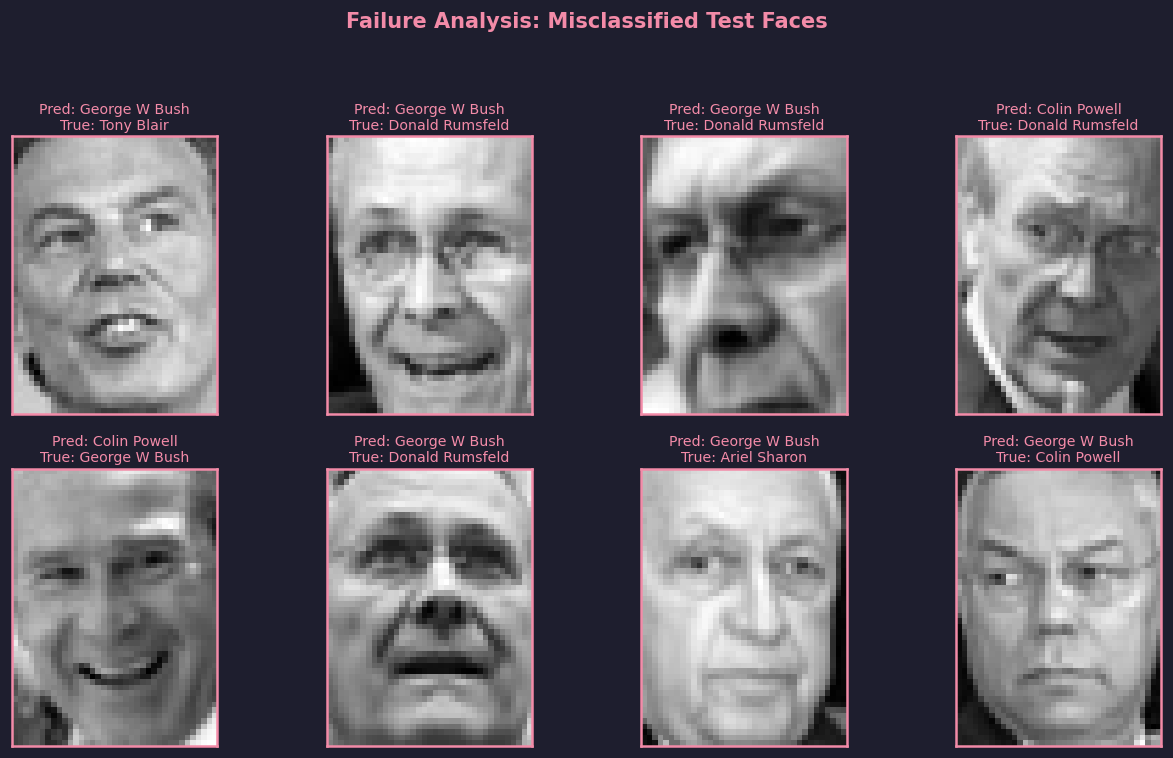 Failure Analysis: Misclassified Test Faces
Pred: George W Bush
True: Tony Blair
Pred: George W Bush
True: Donald Rumsfeld
Pred: George W Bush
True: Donald Rumsfeld
Pred: Colin Powell
True: Donald Rumsfeld
Pred: Colin Powell
True: George W Bush
Pred: George W Bush
True: Donald Rumsfeld
Pred: George W Bush
True: Ariel Sharon
Pred: George W Bush
True: Colin Powell